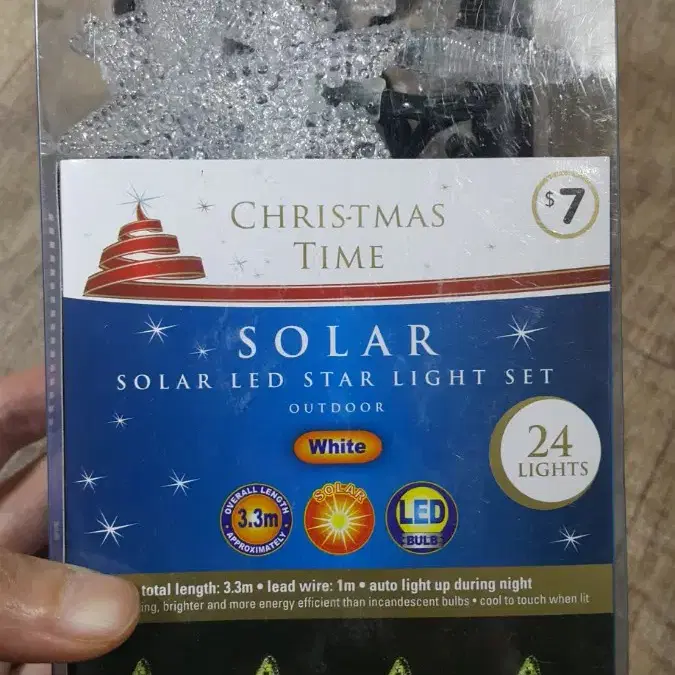 CHRISTMAS
TIME
$7
SOLAR
SOLAR LED STAR LIGHT SET
OUTDOOR
White
24
LIGHTS
OVERALL LENGTH
3.3m
APPROXIMATELY
SOLAR
LED
BULB
total length: 3.3m • lead wire: 1m • auto light up during night
brighter and more energy efficient than incandescent bulbs • cool to touch when lit